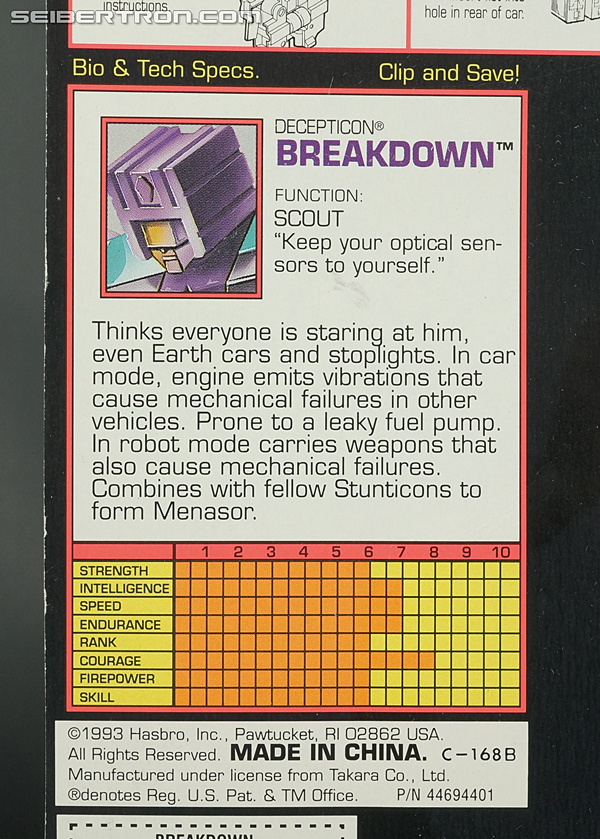 SEIBERTRON.COM
instructions.
hole in rear of car.
Bio & Tech Specs.
Clip and Save!
DECEPTICON®
BREAKDOWN™
FUNCTION:
SCOUT
“Keep your optical sen-
sors to yourself.”
Thinks everyone is staring at him,
even Earth cars and stoplights. In car
mode, engine emits vibrations that
cause mechanical failures in other
vehicles. Prone to a leaky fuel pump.
In robot mode carries weapons that
also cause mechanical failures.
Combines with fellow Stunticons to
form Menasor.
1 2 3 4 5 6 7 8 9 10
STRENGTH
INTELLIGENCE
SPEED
ENDURANCE
RANK
COURAGE
FIREPOWER
SKILL
©1993 Hasbro, Inc., Pawtucket, RI 02862 USA.
All Rights Reserved. MADE IN CHINA. C-168B
Manufactured under license from Takara Co., Ltd.
®denotes Reg. U.S. Pat. & TM Office. P/N 44694401
BREAKDOWN